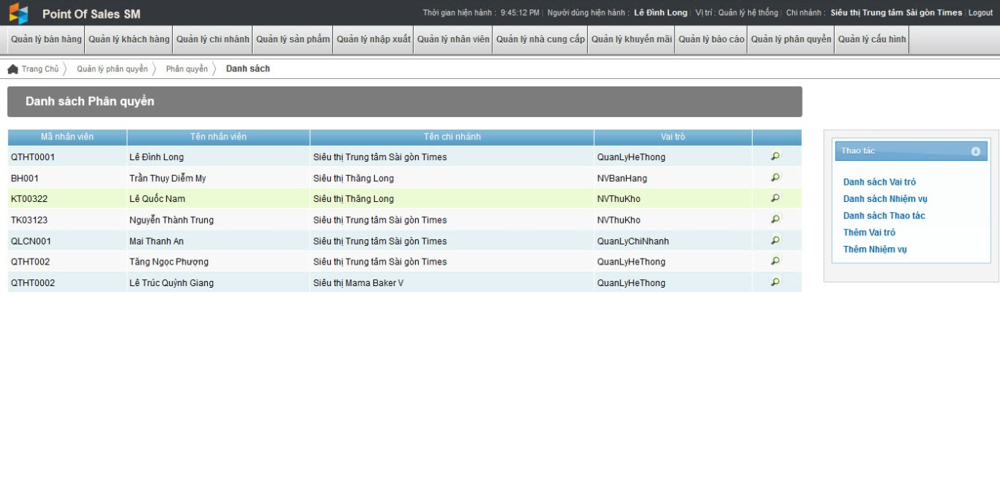 Point Of Sales SM
Thời gian hiện hành : 9:45:12 PM | Người dùng hiện hành : Lê Đình Long | Vị trí : Quản lý hệ thống | Chi nhánh : Siêu thị Trung tâm Sài gòn Times | Logout
Quản lý bán hàng Quản lý khách hàng Quản lý chi nhánh Quản lý sản phẩm Quản lý nhập xuất Quản lý nhân viên Quản lý nhà cung cấp Quản lý khuyến mãi Quản lý báo cáo Quản lý phân quyền Quản lý cấu hình
Trang Chủ Quản lý phân quyền Phân quyền Danh sách
Danh sách Phân quyền
Mã nhân viên Tên nhân viên Tên chi nhánh Vai trò
QTHT0001 Lê Đình Long Siêu thị Trung tâm Sài gòn Times QuanLyHeThong
BH001 Trần Thụy Diễm My Siêu thị Thăng Long NVBanHang
KT00322 Lê Quốc Nam Siêu thị Thăng Long NVThuKho
TK03123 Nguyễn Thành Trung Siêu thị Trung tâm Sài gòn Times NVThuKho
QLCN001 Mai Thanh An Siêu thị Trung tâm Sài gòn Times QuanLyChiNhanh
QTHT002 Tăng Ngọc Phượng Siêu thị Trung tâm Sài gòn Times QuanLyHeThong
QTHT0002 Lê Trúc Quỳnh Giang Siêu thị Mama Baker V QuanLyHeThong
Thao tác
Danh sách Vai trò
Danh sách Nhiệm vụ
Danh sách Thao tác
Thêm Vai trò
Thêm Nhiệm vụ